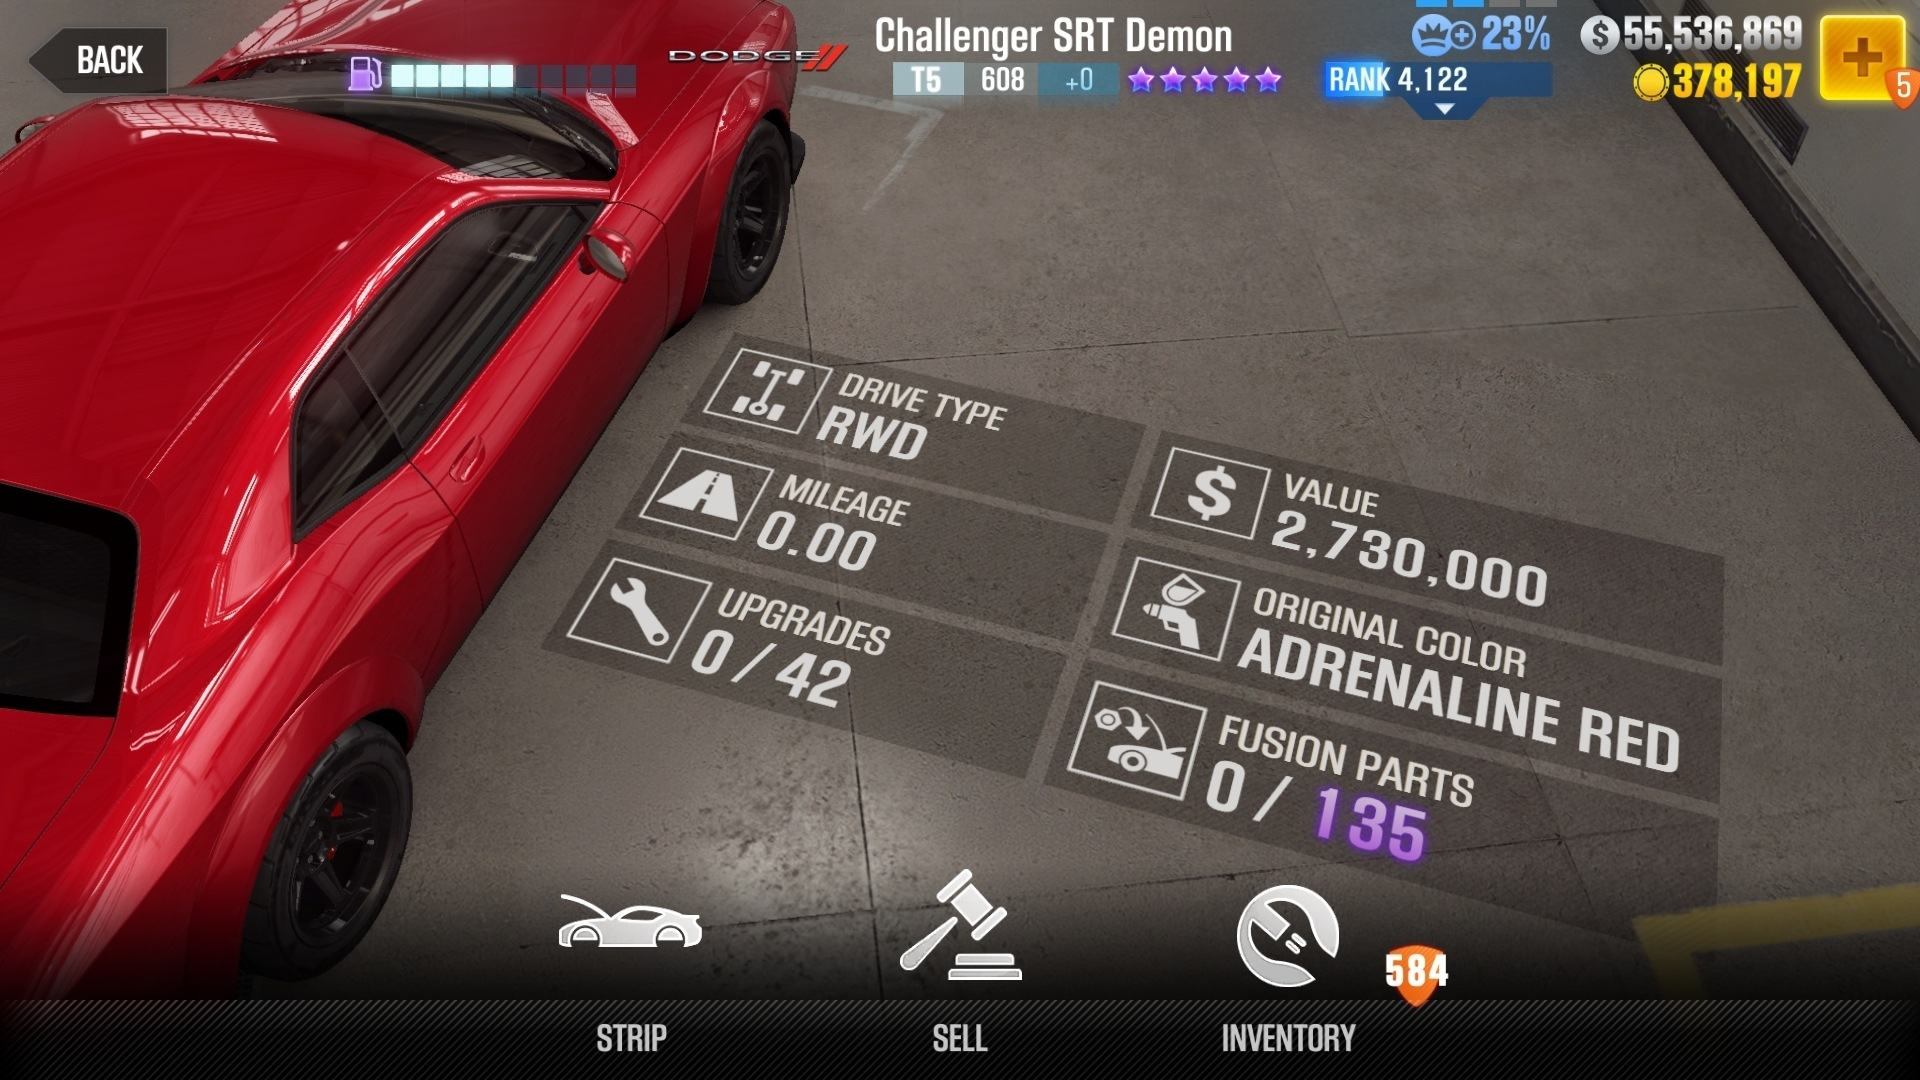 BACK
DODGE
Challenger SRT Demon
T5 608 +0
23%
RANK 4,122
55,536,869
378,197
5
DRIVE TYPE
RWD
MILEAGE
0.00
UPGRADES
0/42
VALUE
2,730,000
ORIGINAL COLOR
ADRENALINE RED
FUSION PARTS
0/ 135
584
STRIP
SELL
INVENTORY